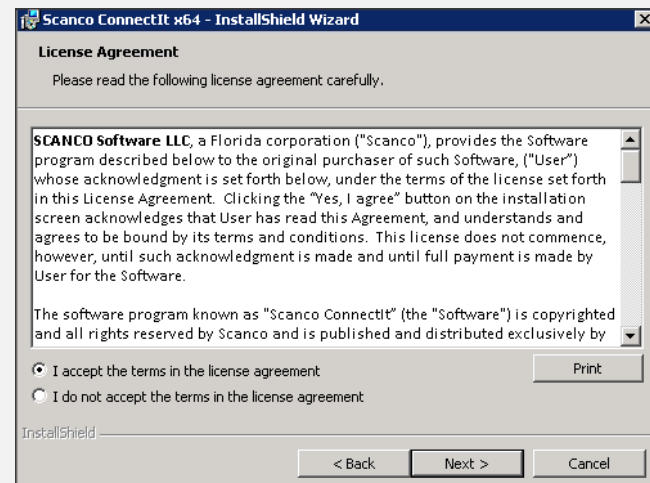 Scanco ConnectIt x64 - InstallShield Wizard
License Agreement
Please read the following license agreement carefully.
SCANCO Software LLC, a Florida corporation ("Scanco"), provides the Software
program described below to the original purchaser of such Software, ("User")
whose acknowledgment is set forth below, under the terms of the license set forth
in this License Agreement. Clicking the "Yes, I agree" button on the installation
screen acknowledges that User has read this Agreement, and understands and
agrees to be bound by its terms and conditions. This license does not commence,
however, until such acknowledgment is made and until full payment is made by
User for the Software.
The software program known as "Scanco ConnectIt" (the "Software") is copyrighted
and all rights reserved by Scanco and is published and distributed exclusively by
I accept the terms in the license agreement
Print
I do not accept the terms in the license agreement
InstallShield
< Back
Next >
Cancel